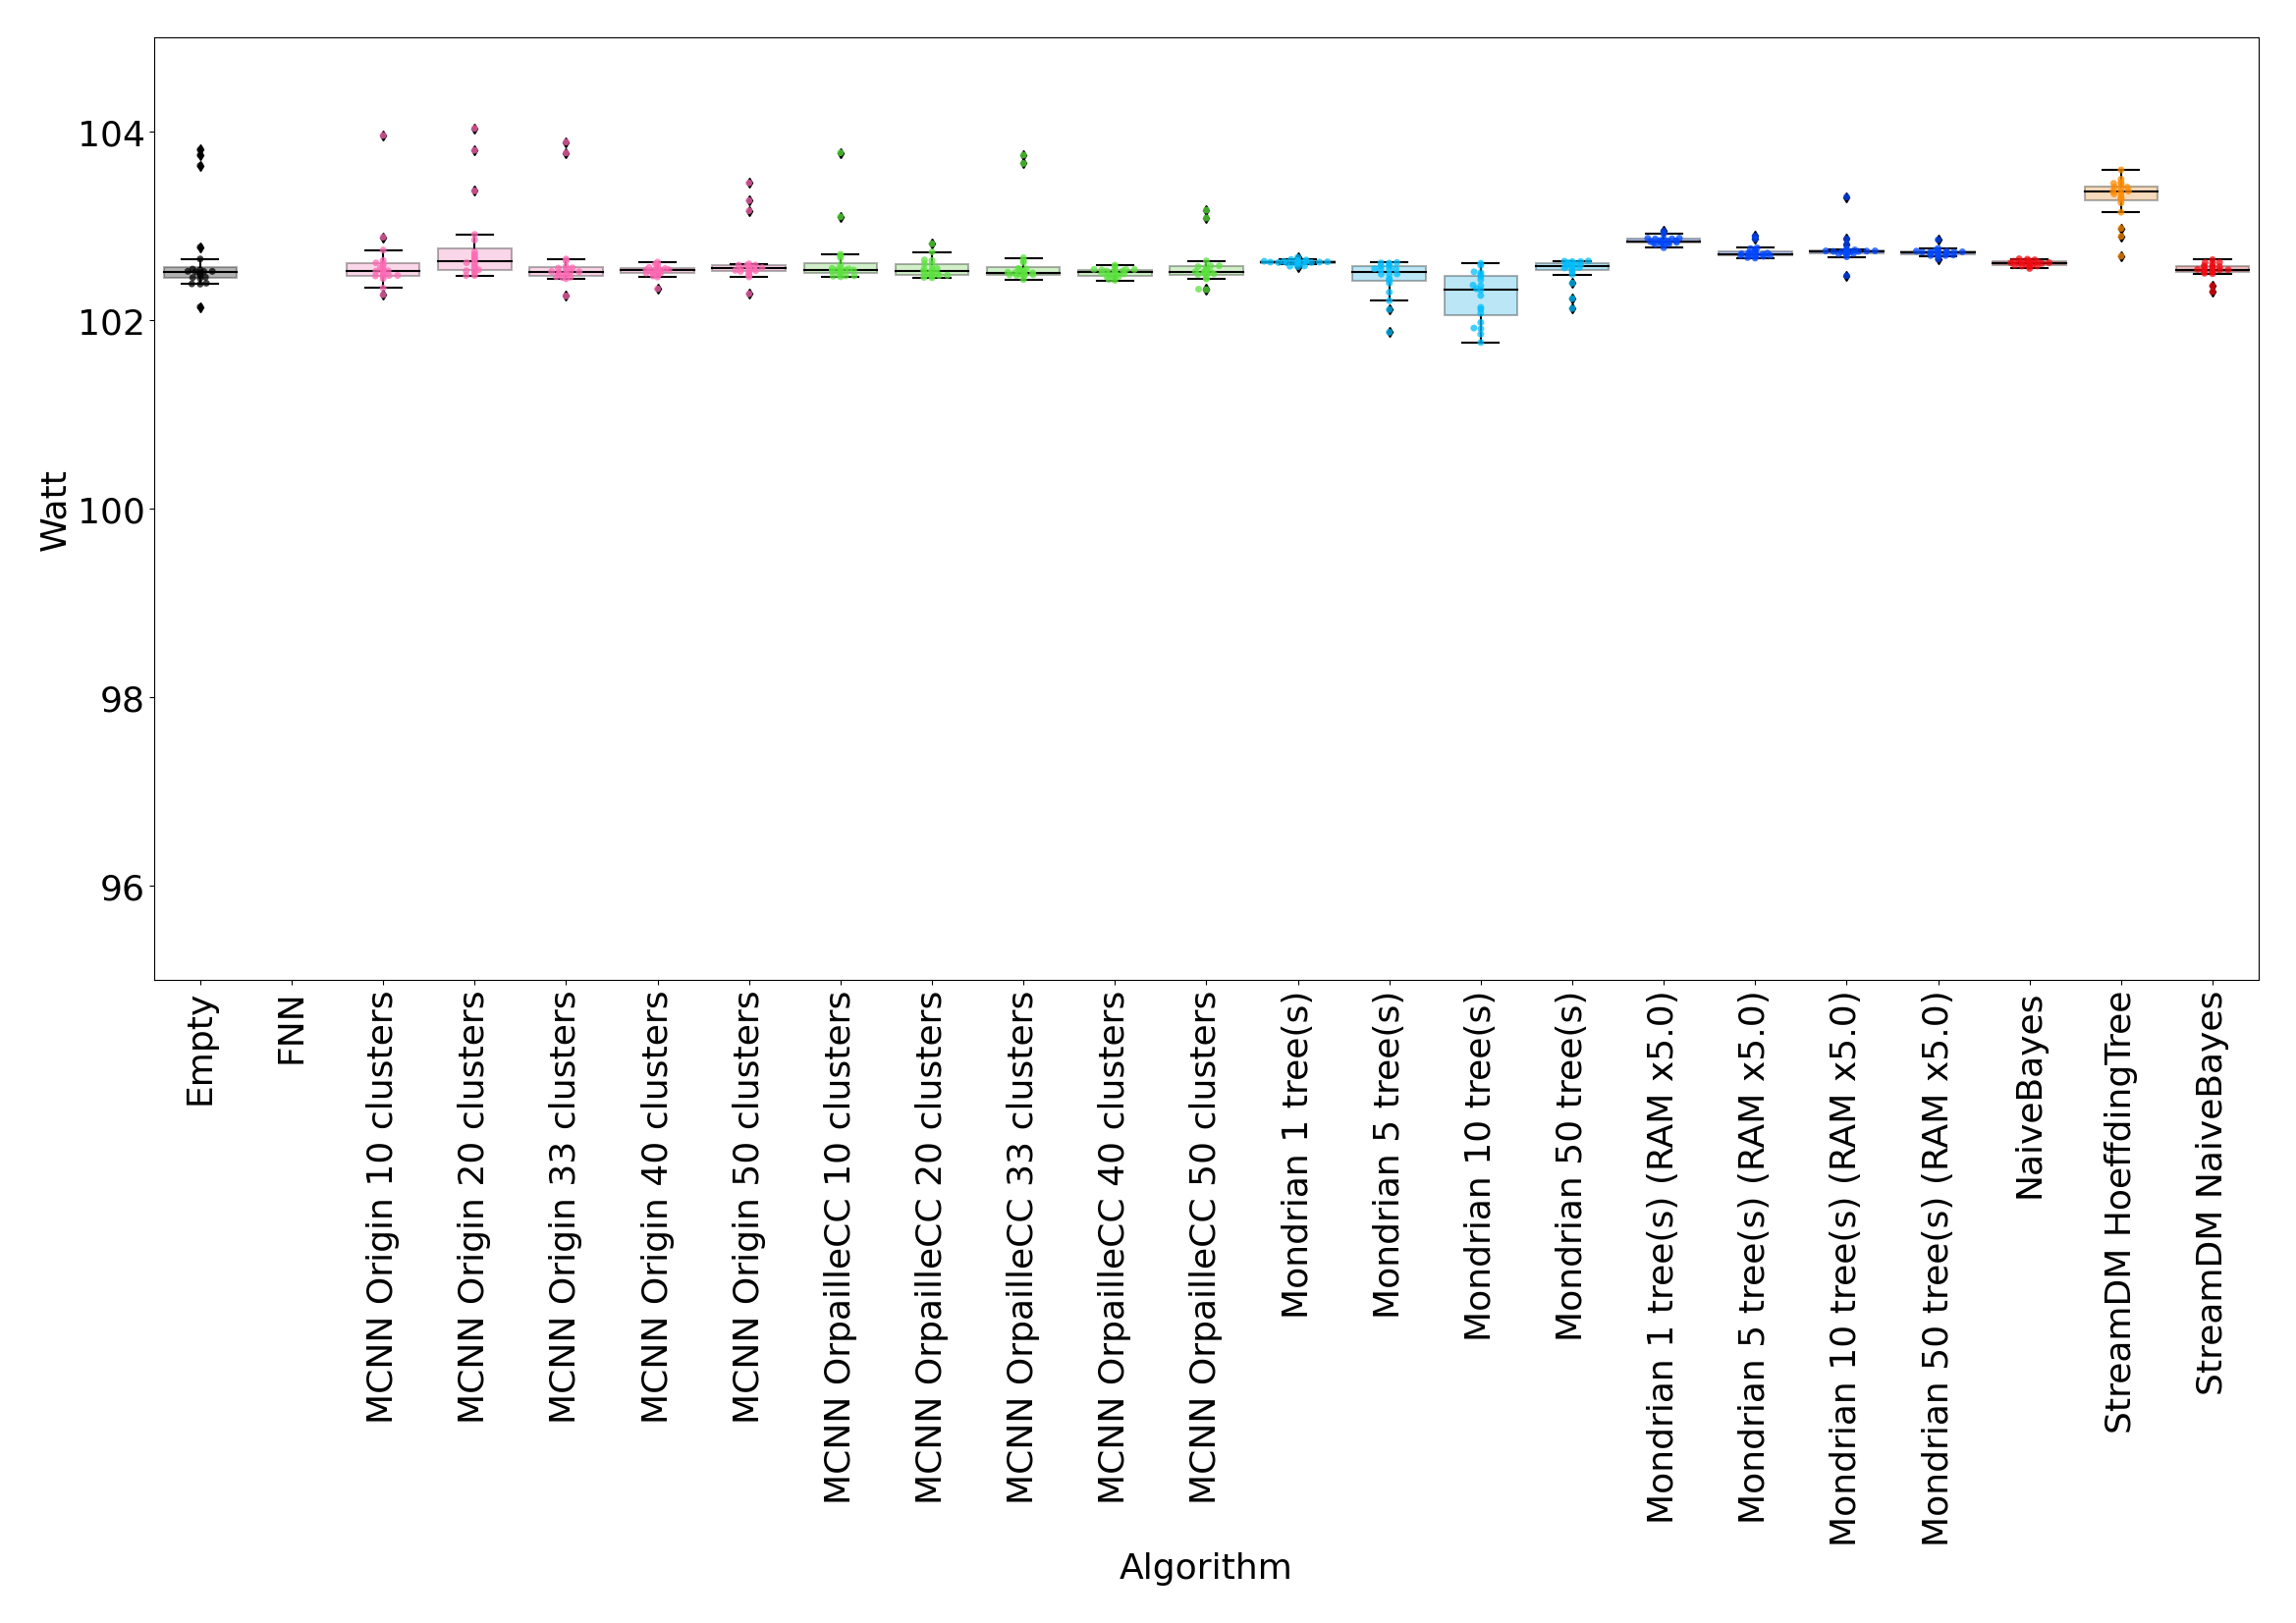 Watt
104
102
100
98
96
Empty
FNN
MCNN Origin 10 clusters
MCNN Origin 20 clusters
MCNN Origin 33 clusters
MCNN Origin 40 clusters
MCNN Origin 50 clusters
MCNN OrpailleCC 10 clusters
MCNN OrpailleCC 20 clusters
MCNN OrpailleCC 33 clusters
MCNN OrpailleCC 40 clusters
MCNN OrpailleCC 50 clusters
Mondrian 1 tree(s)
Mondrian 5 tree(s)
Mondrian 10 tree(s)
Mondrian 50 tree(s)
Mondrian 1 tree(s) (RAM x5.0)
Mondrian 5 tree(s) (RAM x5.0)
Mondrian 10 tree(s) (RAM x5.0)
Mondrian 50 tree(s) (RAM x5.0)
NaiveBayes
StreamDM HoeffdingTree
StreamDM NaiveBayes
Algorithm